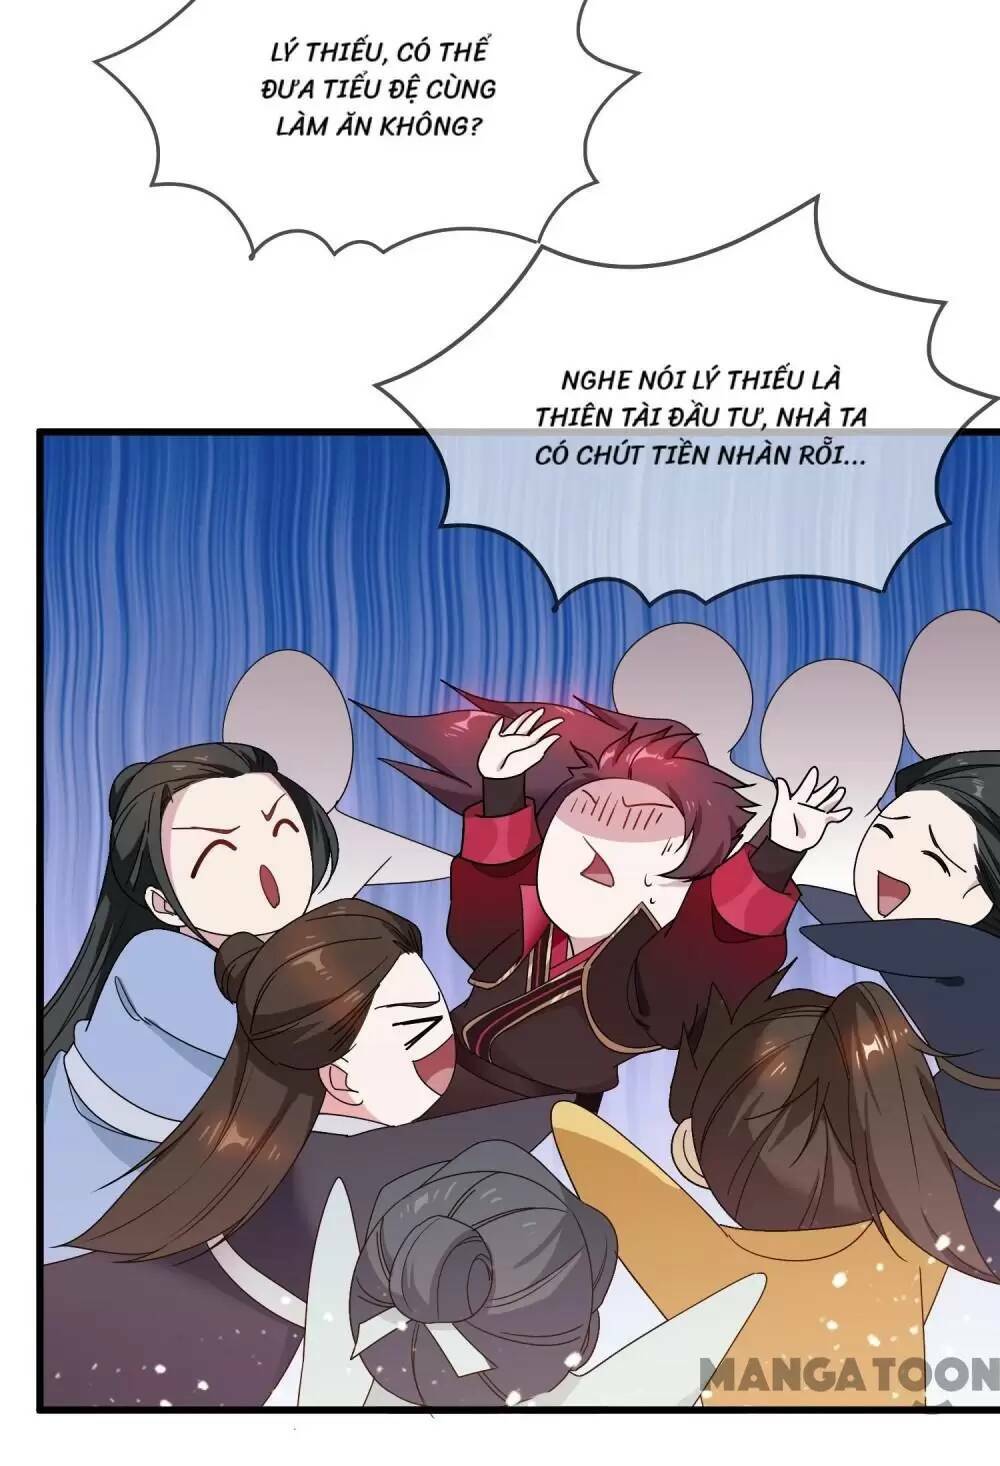 LÝ THIẾU, CÓ THỂ
ĐƯA TIỂU ĐỆ CÙNG
LÀM ĂN KHÔNG?
NGHE NÓI LÝ THIẾU LÀ
THIÊN TÀI ĐẦU TƯ, NHÀ TA
CÓ CHÚT TIỀN NHÀN RỖI...
MANGATOON